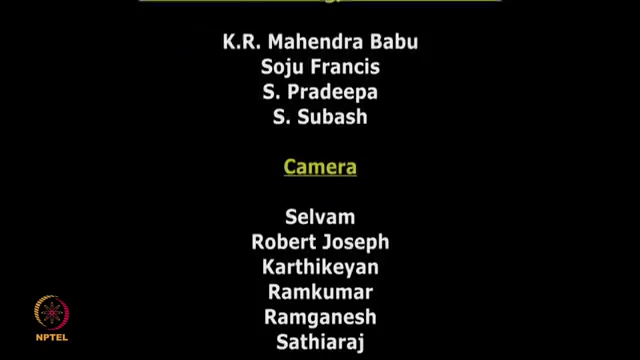 K.R. Mahendra Babu
Soju Francis
S. Pradeepa
S. Subash
Camera
Selvam
Robert Joseph
Karthikeyan
Ramkumar
Ramganesh
Sathiaraj
NPTEL